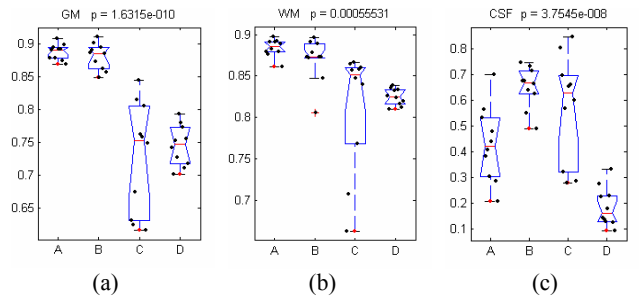 GM p = 1.6315e-010
0.9
0.85
0.8
0.75
0.7
0.65
A B C D
(a)
WM p = 0.00055531
0.9
0.85
0.8
0.75
0.7
A B C D
(b)
CSF p = 3.7545e-008
0.8
0.7
0.6
0.5
0.4
0.3
0.2
0.1
A B C D
(c)